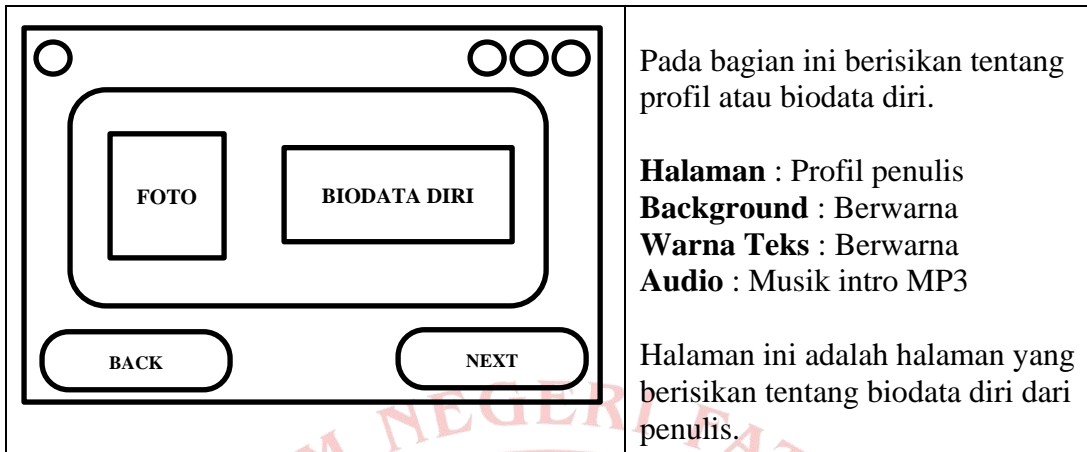 FOTO
BIODATA DIRI
BACK
NEXT
Pada bagian ini berisikan tentang
profil atau biodata diri.
Halaman : Profil penulis
Background : Berwarna
Warna Teks : Berwarna
Audio : Musik intro MP3
Halaman ini adalah halaman yang
berisikan tentang biodata diri dari
penulis.
NEGERI